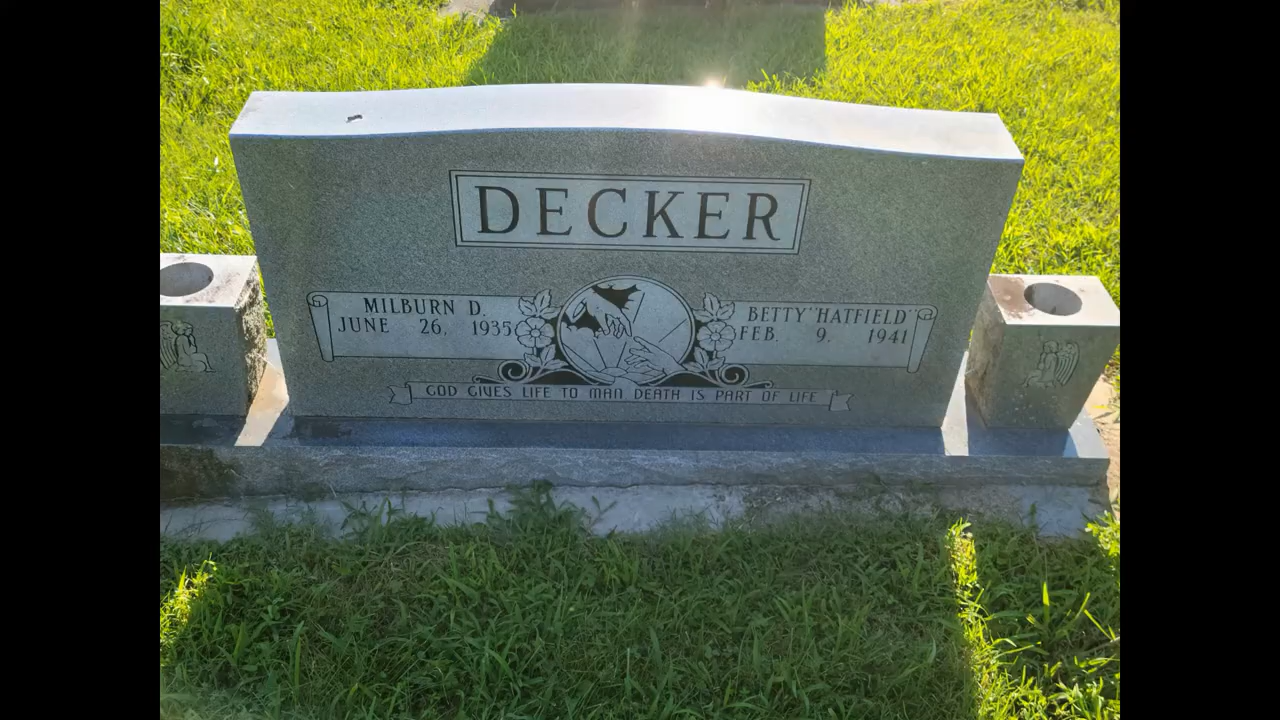 DECKER
MILBURN D.
JUNE 26, 1935
BETTY "HATFIELD"
FEB. 9, 1941
GOD GIVES LIFE TO MAN DEATH IS PART OF LIFE